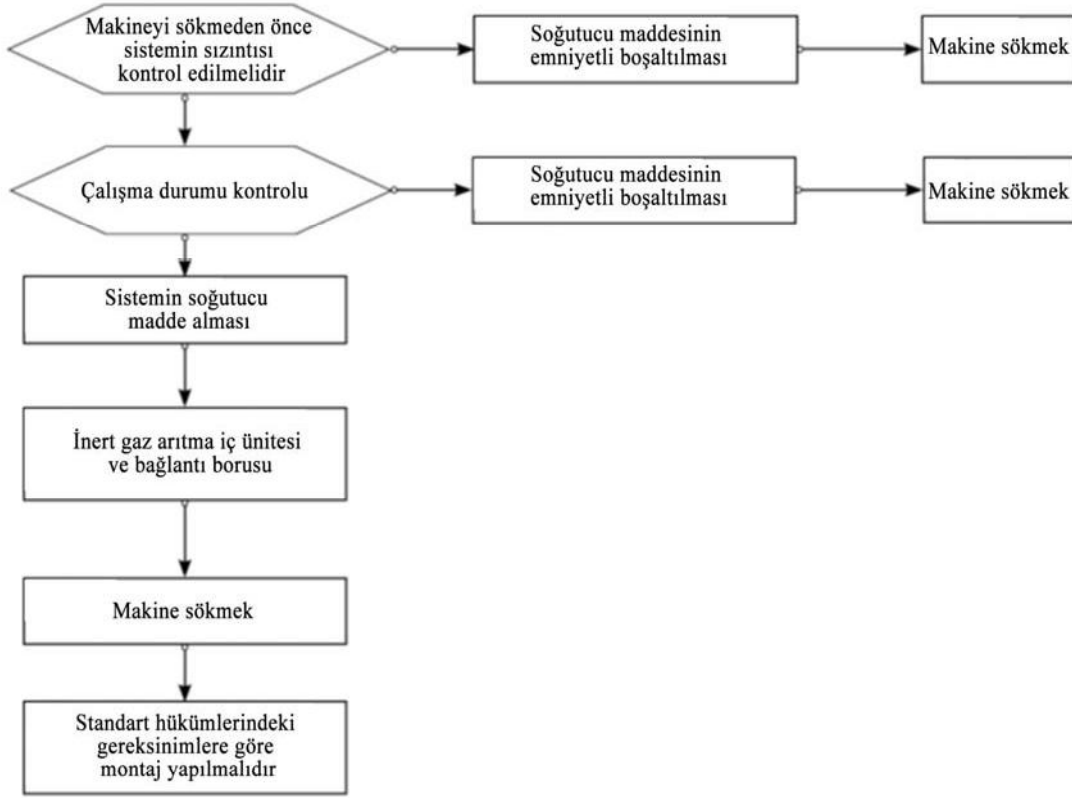 Makineyi sökmeden önce
sistemin sızıntısı
kontrol edilmelidir
Soğutucu maddesinin
emniyetli boşaltılması
Makine sökmek
Çalışma durumu kontrolu
Soğutucu maddesinin
emniyetli boşaltılması
Makine sökmek
Sistemin soğutucu
madde alması
İnert gaz arıtma iç ünitesi
ve bağlantı borusu
Makine sökmek
Standart hükümlerindeki
gereksinimlere göre
montaj yapılmalıdır